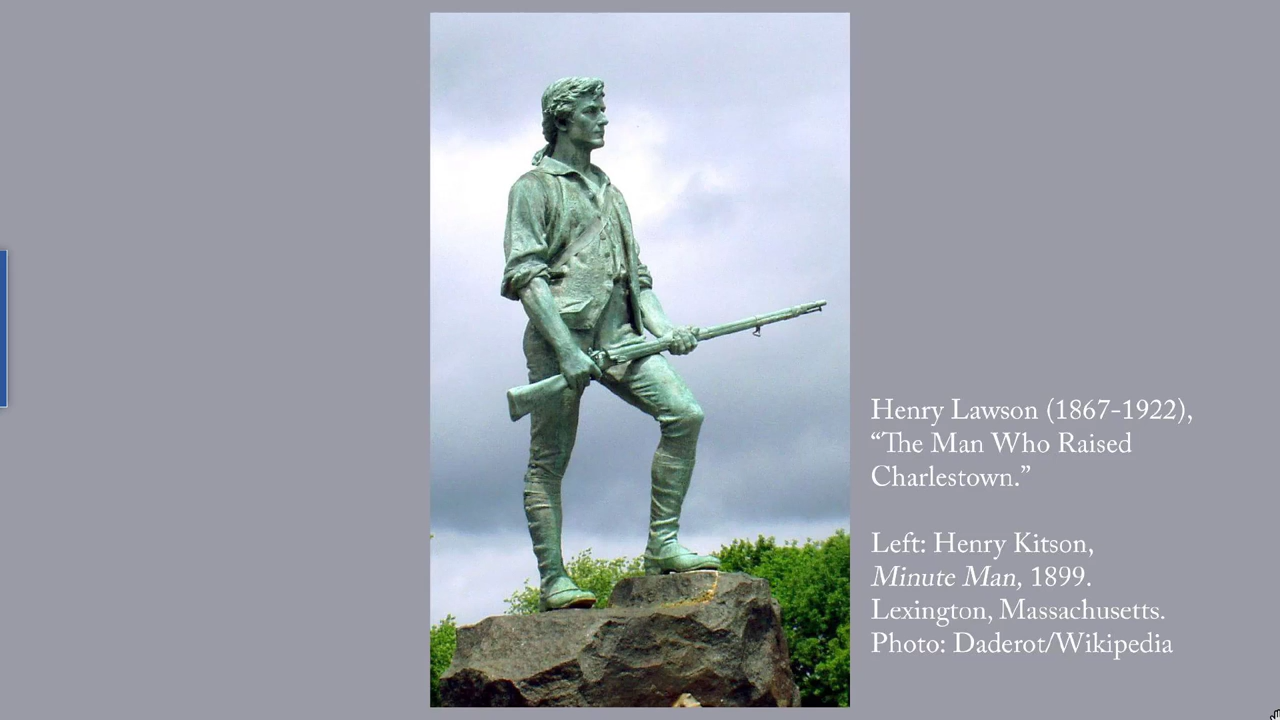 Henry Lawson (1867-1922),
“The Man Who Raised
Charlestown.”
Left: Henry Kitson,
Minute Man, 1899.
Lexington, Massachusetts.
Photo: Daderot/Wikipedia